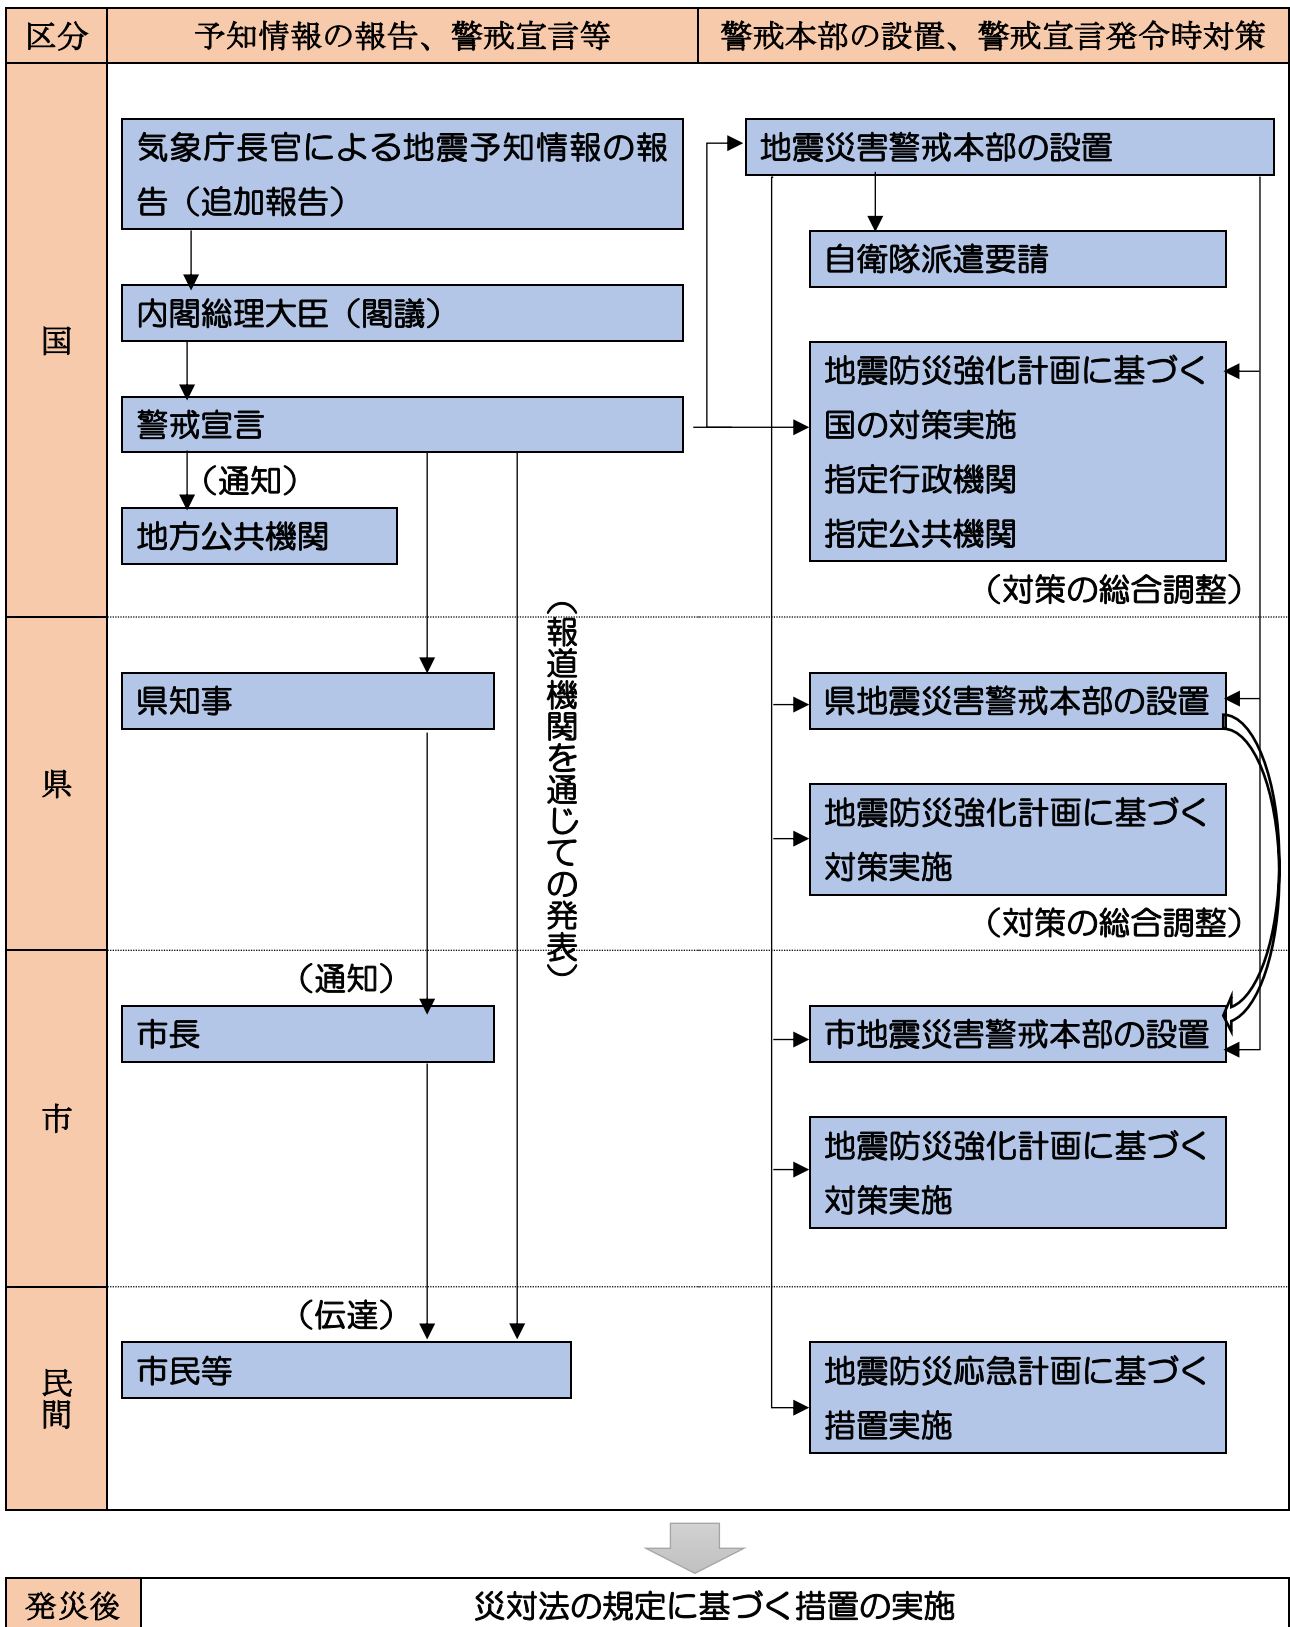 区分
予知情報の報告、警戒宣言等
警戒本部の設置、警戒宣言発令時対策
国
気象庁長官による地震予知情報の報
告（追加報告）
内閣総理大臣（閣議）
警戒宣言
（通知）
地方公共機関
地震災害警戒本部の設置
自衛隊派遣要請
地震防災強化計画に基づく
国の対策実施
指定行政機関
指定公共機関
（対策の総合調整）
（報道機関を通じての発表）
県
県知事
県地震災害警戒本部の設置
地震防災強化計画に基づく
対策実施
（対策の総合調整）
市
（通知）
市長
市地震災害警戒本部の設置
地震防災強化計画に基づく
対策実施
民間
（伝達）
市民等
地震防災応急計画に基づく
措置実施
発災後
災対法の規定に基づく措置の実施